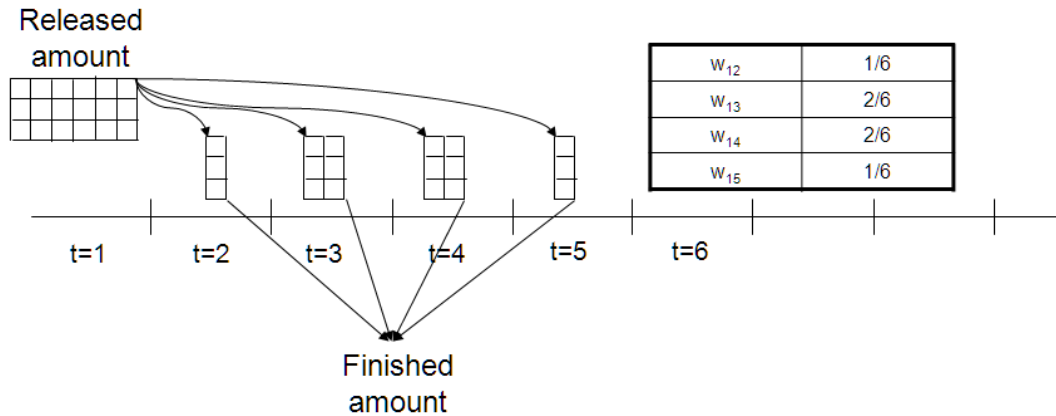 Released
amount
w₁₂ 1/6
w₁₃ 2/6
w₁₄ 2/6
w₁₅ 1/6
t=1 t=2 t=3 t=4 t=5 t=6
Finished
amount